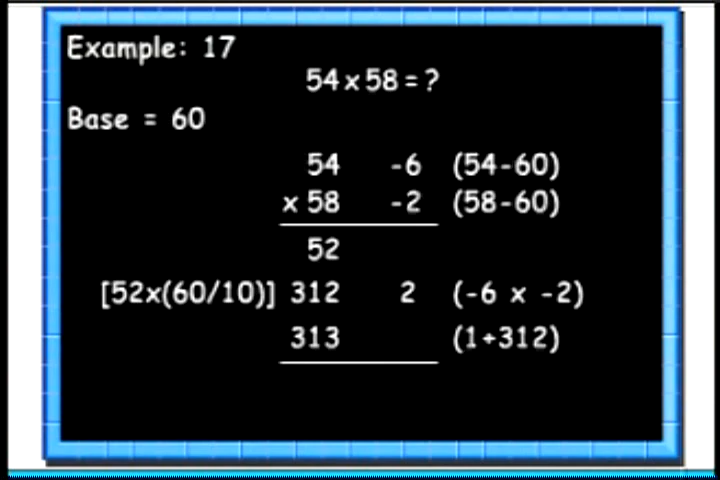 Example: 17
54 x 58 = ?
Base = 60
54 -6 (54-60)
x 58 -2 (58-60)
52
[52x(60/10)] 312 2 (-6 x -2)
313 (1+312)